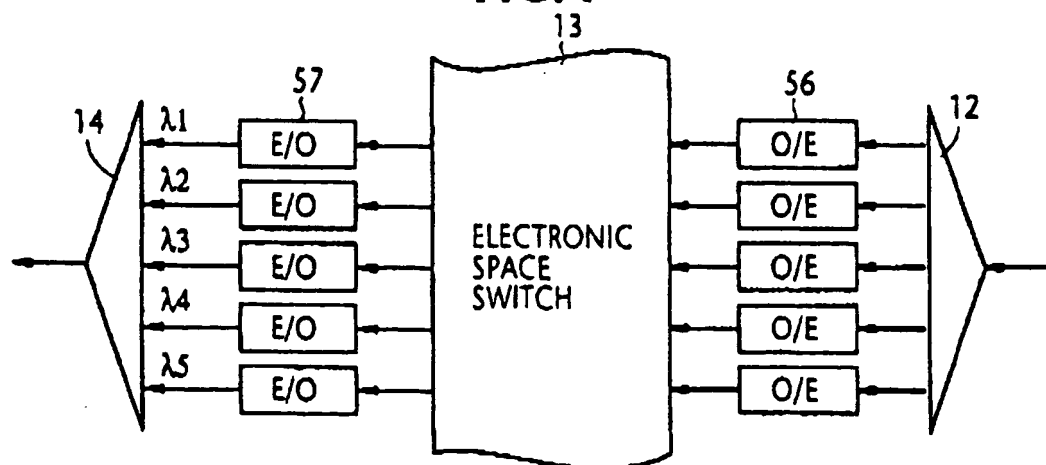 13
57
56
14
12
λ1
E/O
O/E
λ2
E/O
O/E
λ3
E/O
O/E
ELECTRONIC
SPACE
SWITCH
λ4
E/O
O/E
λ5
E/O
O/E